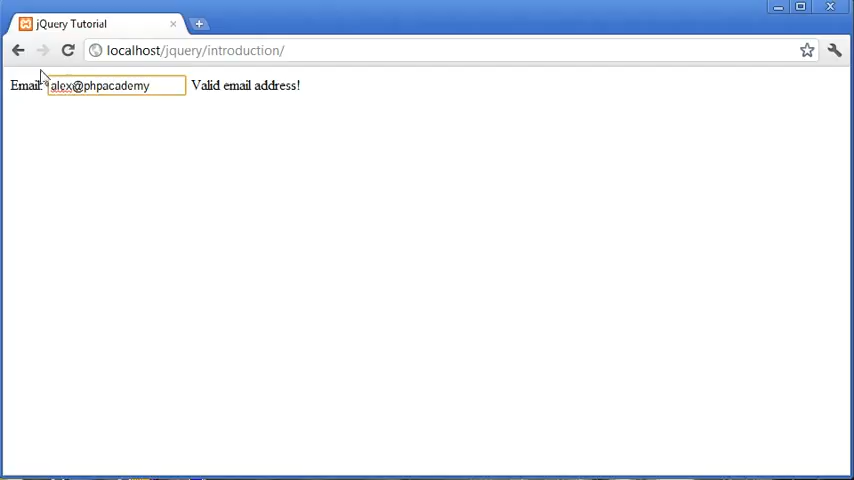 jQuery Tutorial
localhost/jquery/introduction/
Email: alex@phpacademy Valid email address!